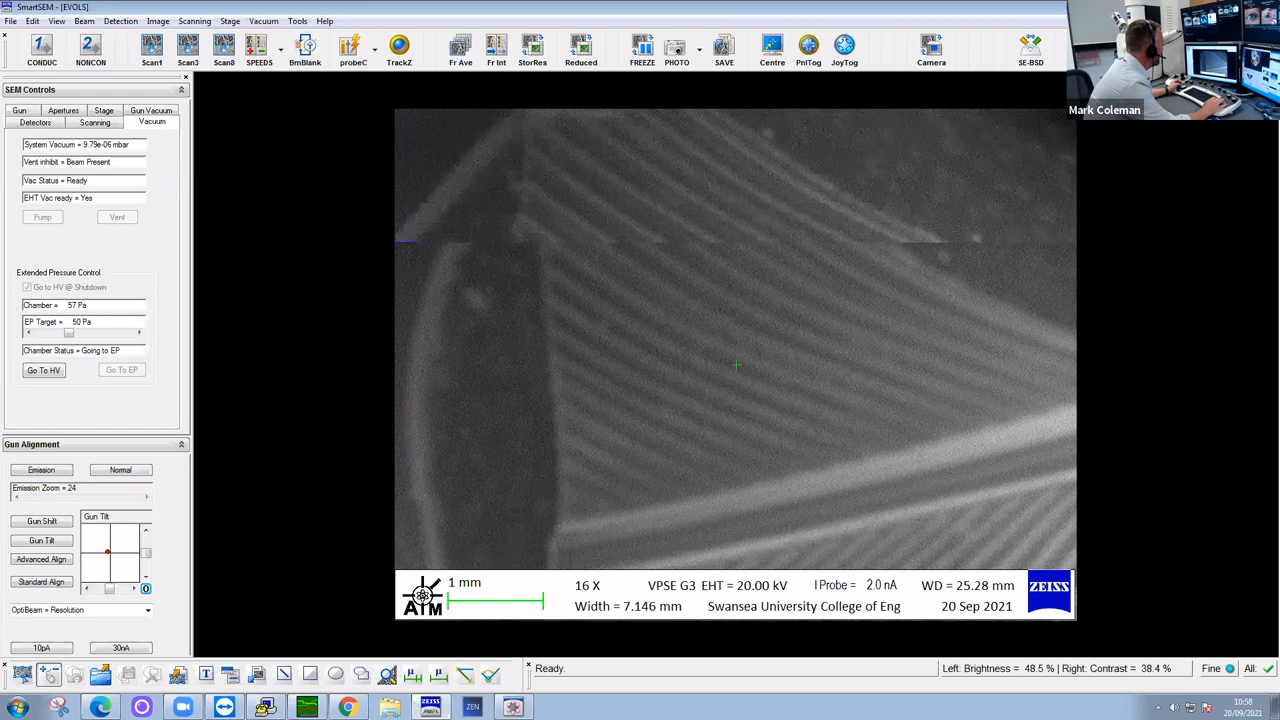 SmartSEM - [EVOLS]
File Edit View Beam Detection Image Scanning Stage Vacuum Tools Help
1 2
CONDUC NONCON Scan1 Scan3 Scan8 SPEEDS BmBlank probeC TrackZ Fr Ave Fr Int StorRes Reduced FREEZE PHOTO SAVE Centre PnlTog JoyTog Camera SE-BSD
Mark Coleman
SEM Controls
Gun Apertures Stage Gun Vacuum
Detectors Scanning Vacuum
System Vacuum = 9.79e-06 mbar
Vent inhibit = Beam Present
Vac Status = Ready
EHT Vac ready = Yes
Pump Vent
Extended Pressure Control
Go to HV @ Shutdown
Chamber = 57 Pa
EP Target = 50 Pa
Chamber Status = Going to EP
Go To HV Go To EP
Gun Alignment
Emission Normal
Emission Zoom = 24
Gun Shift
Gun Tilt
Gun Tilt
Advanced Align
Standard Align
OptiBeam = Resolution
10pA 30nA
AIM
1 mm
16 X VPSE G3 EHT = 20.00 kV I Probe = 2.0 nA WD = 25.28 mm
Width = 7.146 mm Swansea University College of Eng 20 Sep 2021
ZEISS
Ready.
Left: Brightness = 48.5 % | Right: Contrast = 38.4 %
Fine All:
ZEISS ZEN
10:58
20/09/2021